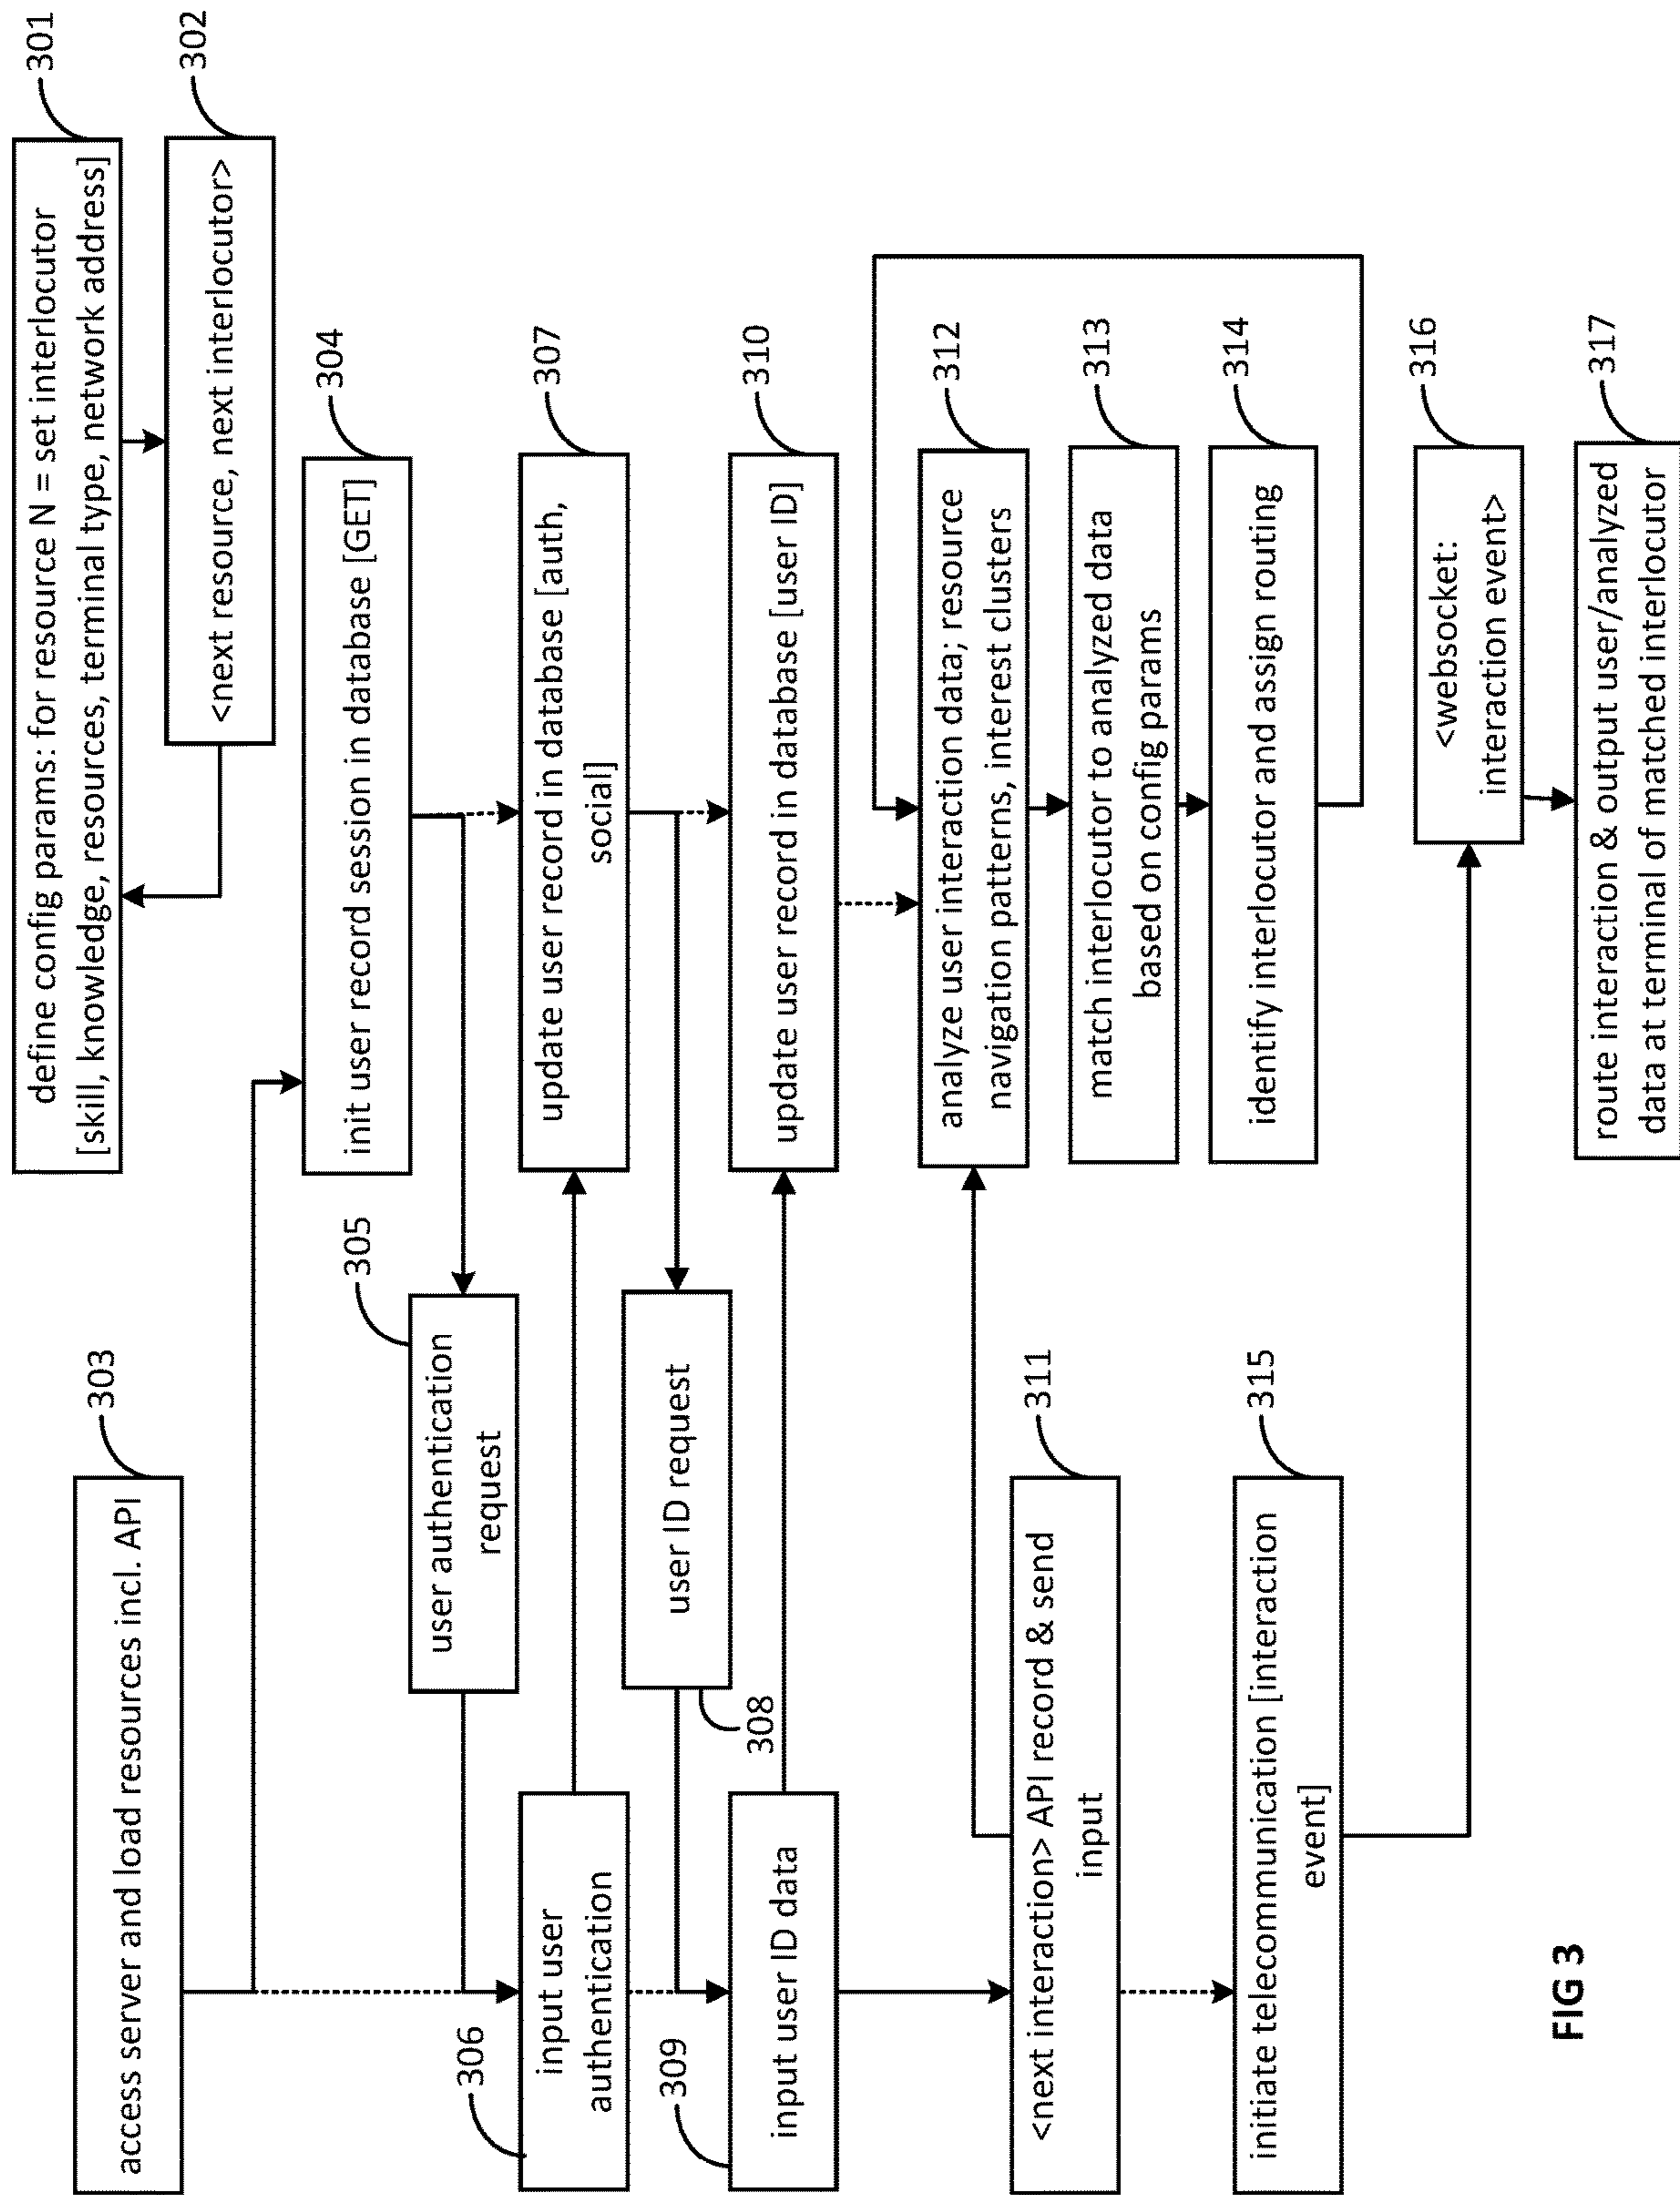 301
define config params: for resource N = set interlocutor
[skill, knowledge, resources, terminal type, network address]
302
<next resource, next interlocutor>
303
access server and load resources incl. API
304
init user record session in database [GET]
305
user authentication
request
306
input user
authentication
307
update user record in database [auth,
social]
308
user ID request
309
input user ID data
310
update user record in database [user ID]
311
<next interaction> API record & send
input
312
analyze user interaction data; resource
navigation patterns, interest clusters
313
match interlocutor to analyzed data
based on config params
314
identify interlocutor and assign routing
315
initiate telecommunication [interaction
event]
316
<websocket:
interaction event>
317
route interaction & output user/analyzed
data at terminal of matched interlocutor
FIG 3